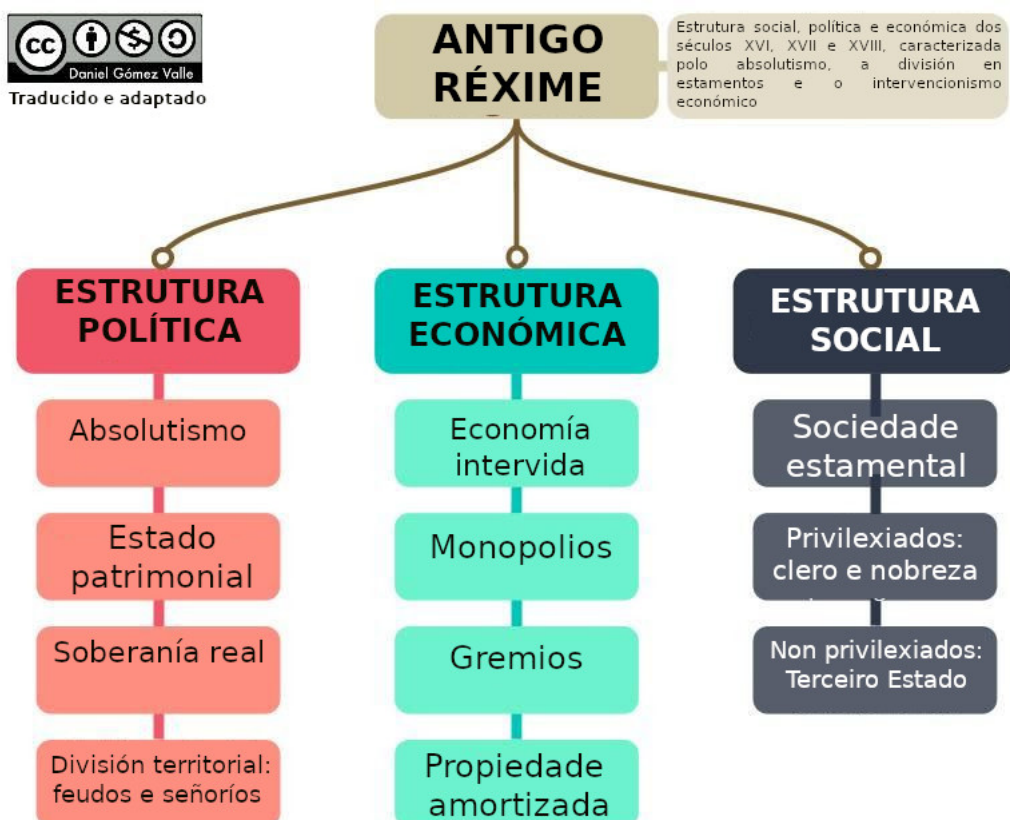 cc
Daniel Gómez Valle
Traducido e adaptado
ANTIGO
RÉXIME
Estrutura social, política e económica dos
séculos XVI, XVII e XVIII, caracterizada
polo absolutismo, a división en
estamentos e o intervencionismo
económico
ESTRUTURA
POLÍTICA
Absolutismo
Estado
patrimonial
Soberanía real
División territorial:
feudos e señoríos
ESTRUTURA
ECONÓMICA
Economía
intervida
Monopolios
Gremios
Propiedade
amortizada
ESTRUTURA
SOCIAL
Sociedade
estamental
Privilexiados:
clero e nobreza
Non privilexiados:
Terceiro Estado